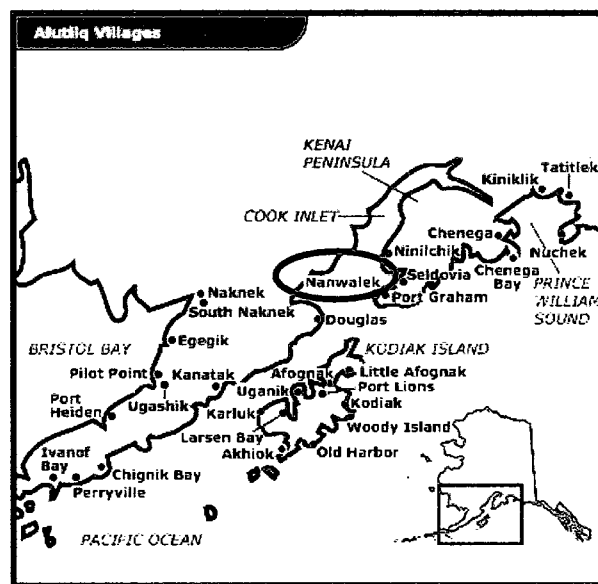 Alutiiq Villages
KENAI
PENINSULA
COOK INLET
Kiniklik
Tatitlek
Chenega
Nuchek
Ninilchik
Chenega
Bay
PRINCE
WILLIAM
SOUND
Nanwalek
Seldovia
Port Graham
Naknek
South Naknek
Douglas
BRISTOL BAY
Egegik
KODIAK ISLAND
Pilot Point
Kanatak
Afognak
Little Afognak
Ugashik
Uganik
Port Lions
Port
Heiden
Karluk
Kodiak
Larsen Bay
Woody Island
Ivanof
Bay
Akhiok
Old Harbor
Chignik Bay
Perryville
PACIFIC OCEAN